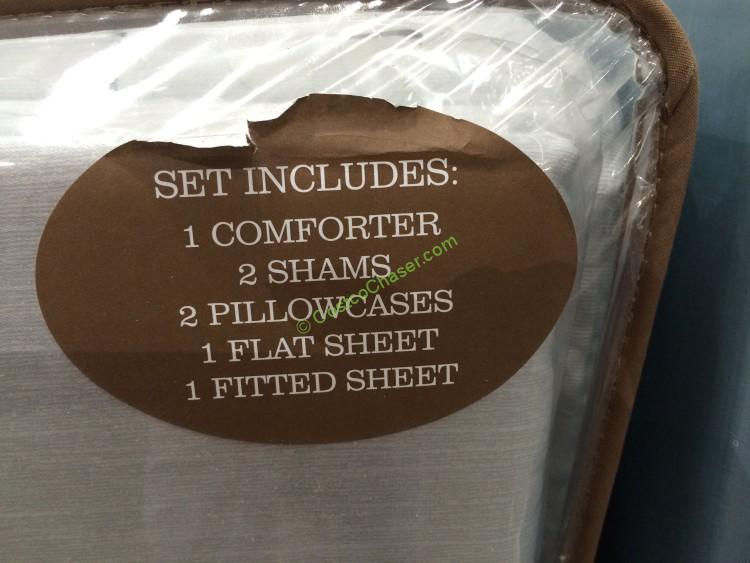 SET INCLUDES:
1 COMFORTER
2 SHAMS
2 PILLOWCASES
1 FLAT SHEET
1 FITTED SHEET
© CostcoChaser.com